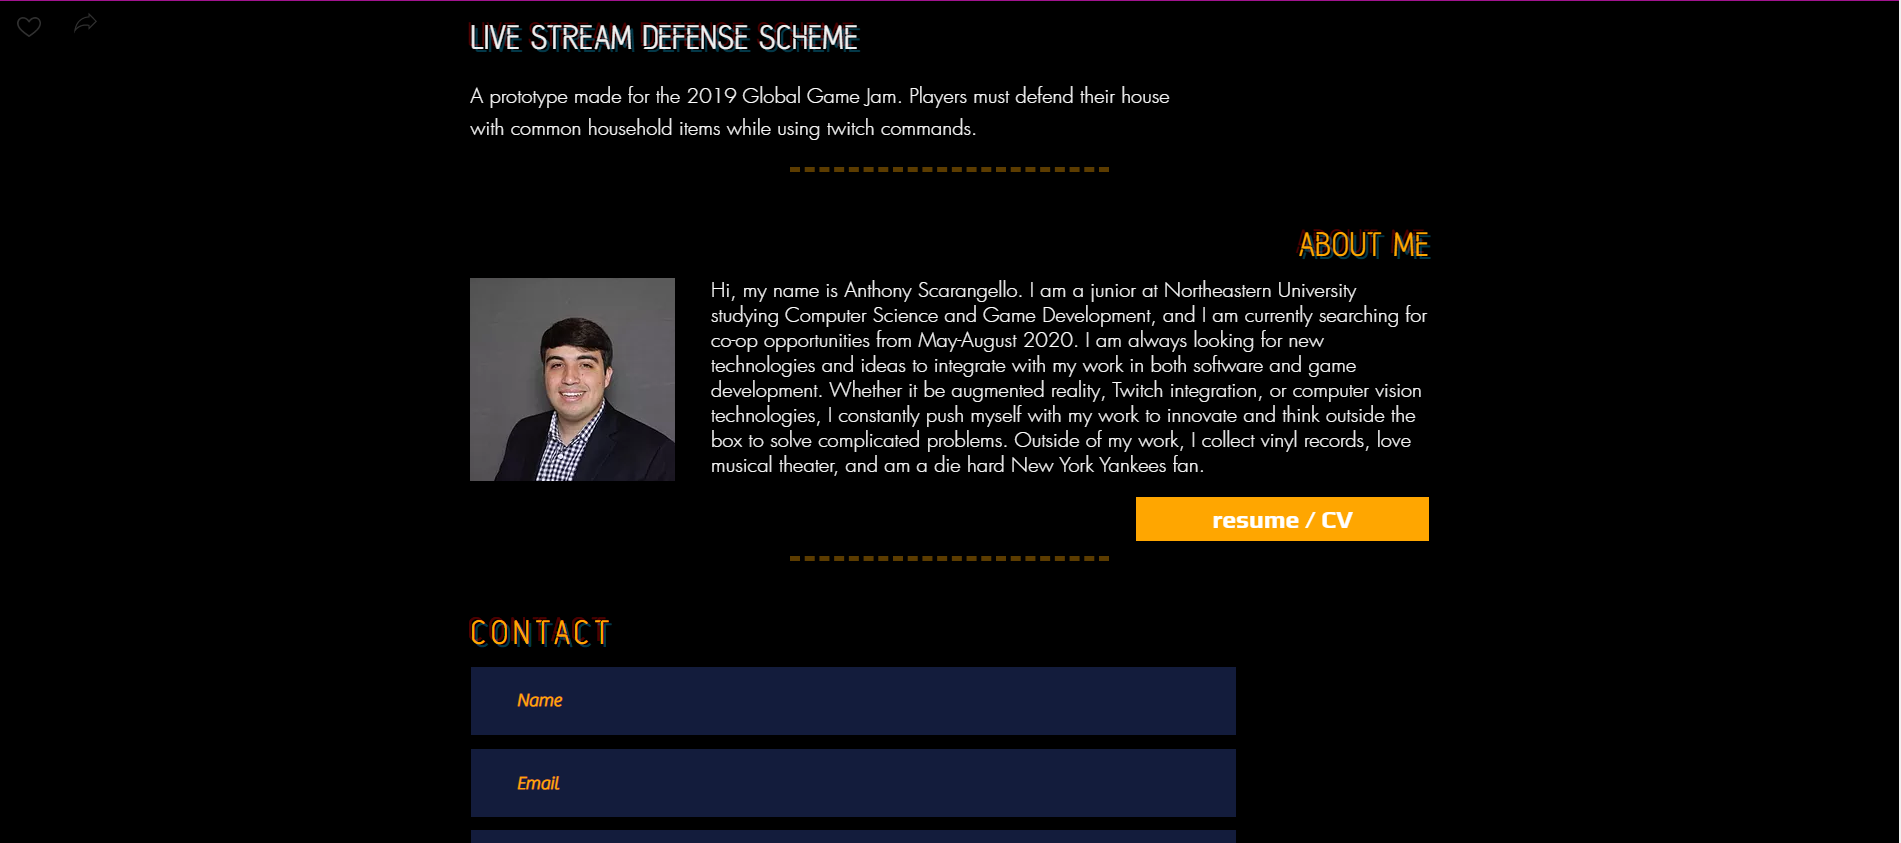 LIVE STREAM DEFENSE SCHEME
A prototype made for the 2019 Global Game Jam. Players must defend their house
with common household items while using twitch commands.
ABOUT ME
Hi, my name is Anthony Scarangello. I am a junior at Northeastern University
studying Computer Science and Game Development, and I am currently searching for
co-op opportunities from May-August 2020. I am always looking for new
technologies and ideas to integrate with my work in both software and game
development. Whether it be augmented reality, Twitch integration, or computer vision
technologies, I constantly push myself with my work to innovate and think outside the
box to solve complicated problems. Outside of my work, I collect vinyl records, love
musical theater, and am a die hard New York Yankees fan.
resume / CV
CONTACT
Name
Email